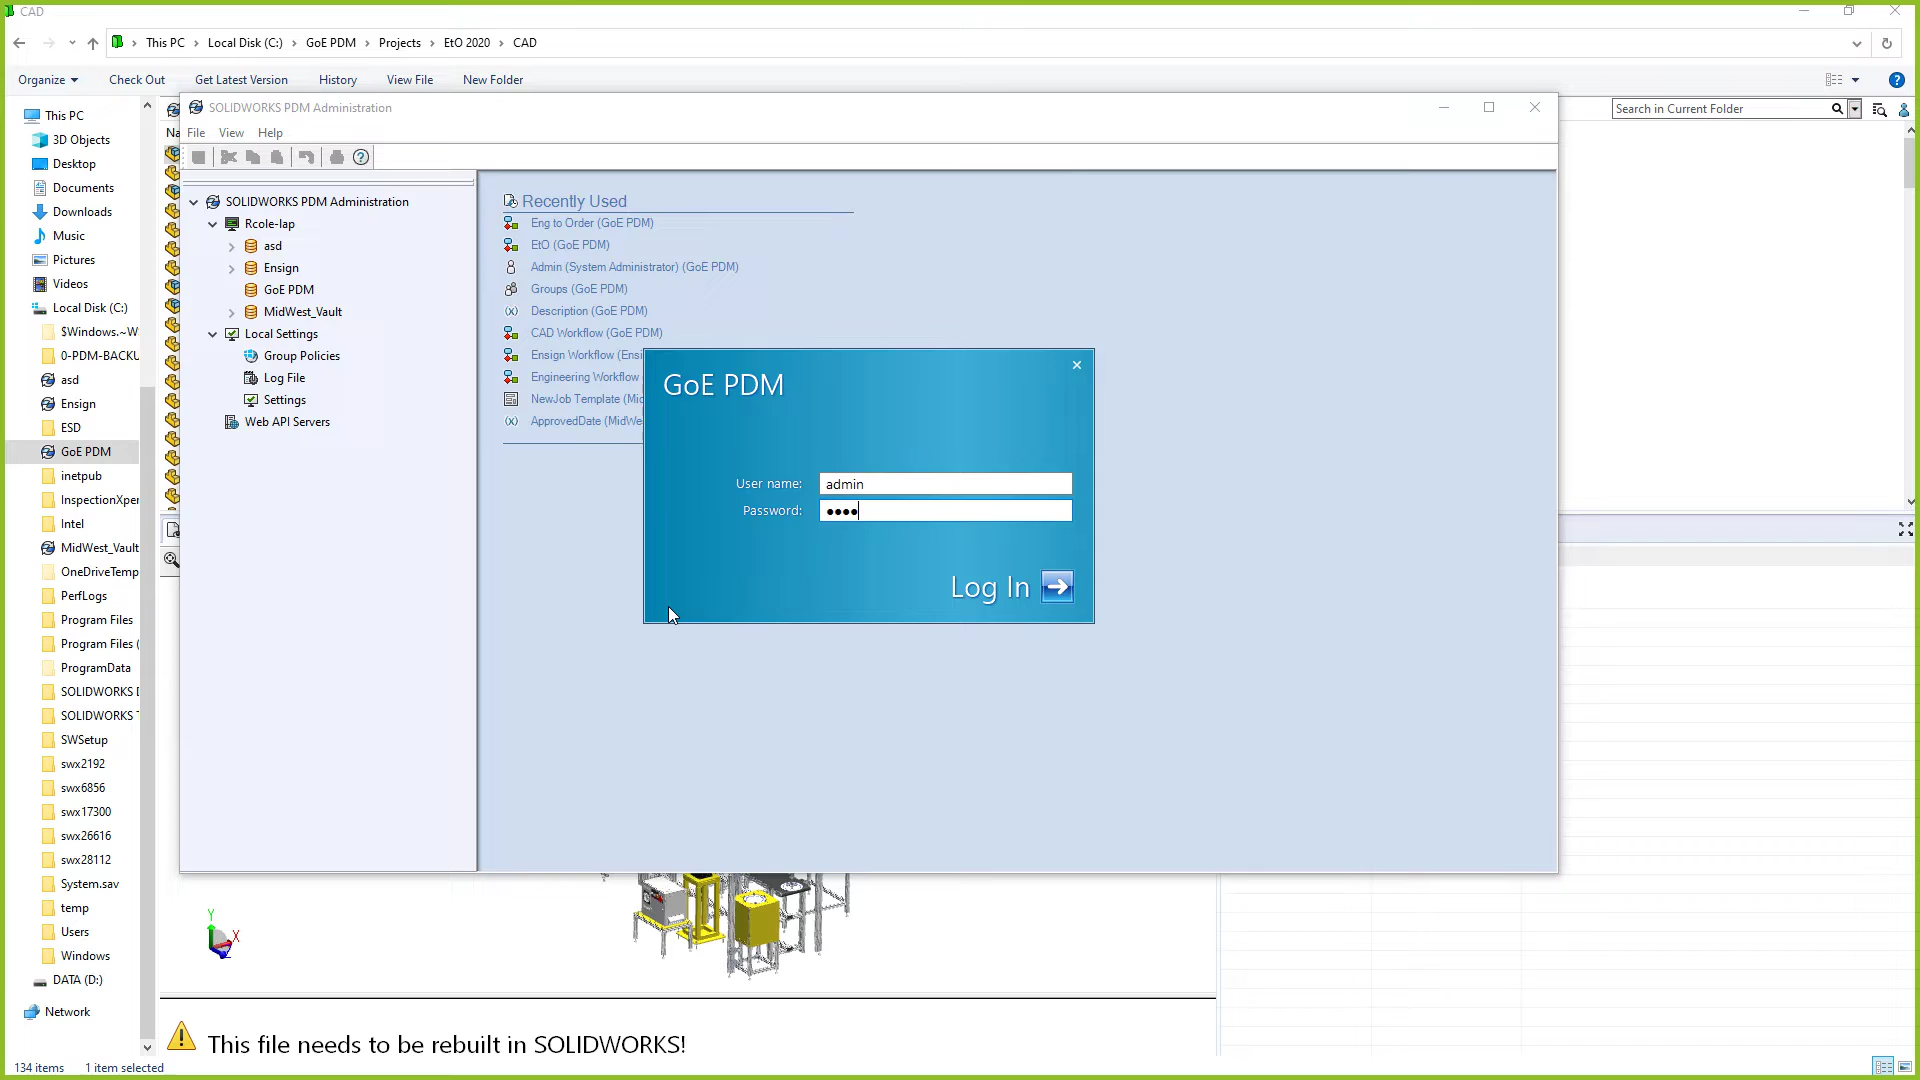 CAD
This PC
Local Disk (C:)
GoE PDM
Projects
EtO 2020
CAD
Organize
Check Out
Get Latest Version
History
View File
New Folder
Search in Current Folder
This PC
3D Objects
Desktop
Documents
Downloads
Music
Pictures
Videos
Local Disk (C:)
$Windows.~W
0-PDM-BACKU
asd
Ensign
ESD
GoE PDM
inetpub
InspectionXper
Intel
MidWest_Vault
OneDriveTemp
PerfLogs
Program Files
Program Files (
ProgramData
SOLIDWORKS
SOLIDWORKS
SWSetup
swx2192
swx6856
swx17300
swx26616
swx28112
System.sav
temp
Users
Windows
DATA (D:)
Network
134 items
1 item selected
Na
SOLIDWORKS PDM Administration
File
View
Help
SOLIDWORKS PDM Administration
Rcole-lap
asd
Ensign
GoE PDM
MidWest_Vault
Local Settings
Group Policies
Log File
Settings
Web API Servers
Recently Used
Eng to Order (GoE PDM)
EtO (GoE PDM)
Admin (System Administrator) (GoE PDM)
Groups (GoE PDM)
Description (GoE PDM)
CAD Workflow (GoE PDM)
Ensign Workflow (Ensi
Engineering Workflow
NewJob Template (Mid
ApprovedDate (MidWe
GoE PDM
User name:
admin
Password:
Log In
Y
X
Z
This file needs to be rebuilt in SOLIDWORKS!